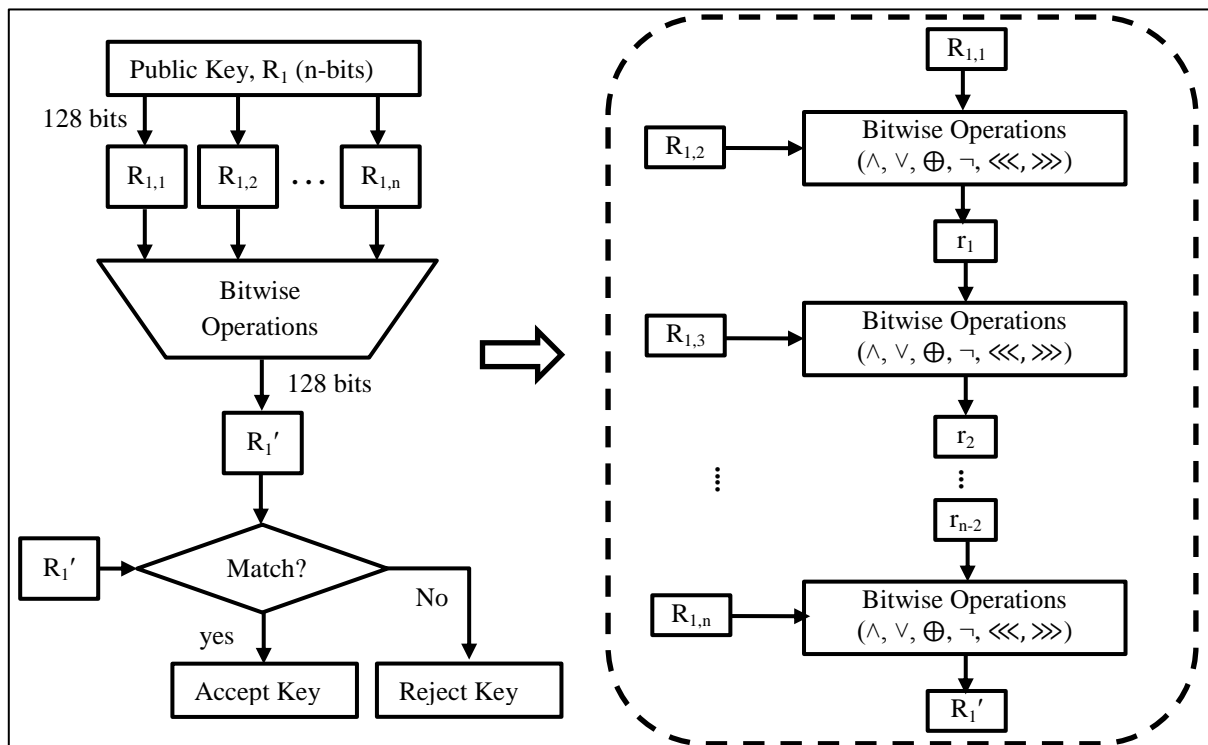 Public Key, R₁ (n-bits)
128 bits
R₁,₁
R₁,₂
...
R₁,ₙ
Bitwise
Operations
128 bits
R₁′
R₁′
Match?
No
yes
Accept Key
Reject Key
R₁,₁
R₁,₂
Bitwise Operations
(∧, ∨, ⊕, ¬, ⋘, ⋙)
r₁
R₁,₃
Bitwise Operations
(∧, ∨, ⊕, ¬, ⋘, ⋙)
r₂
rₙ₋₂
R₁,ₙ
Bitwise Operations
(∧, ∨, ⊕, ¬, ⋘, ⋙)
R₁′